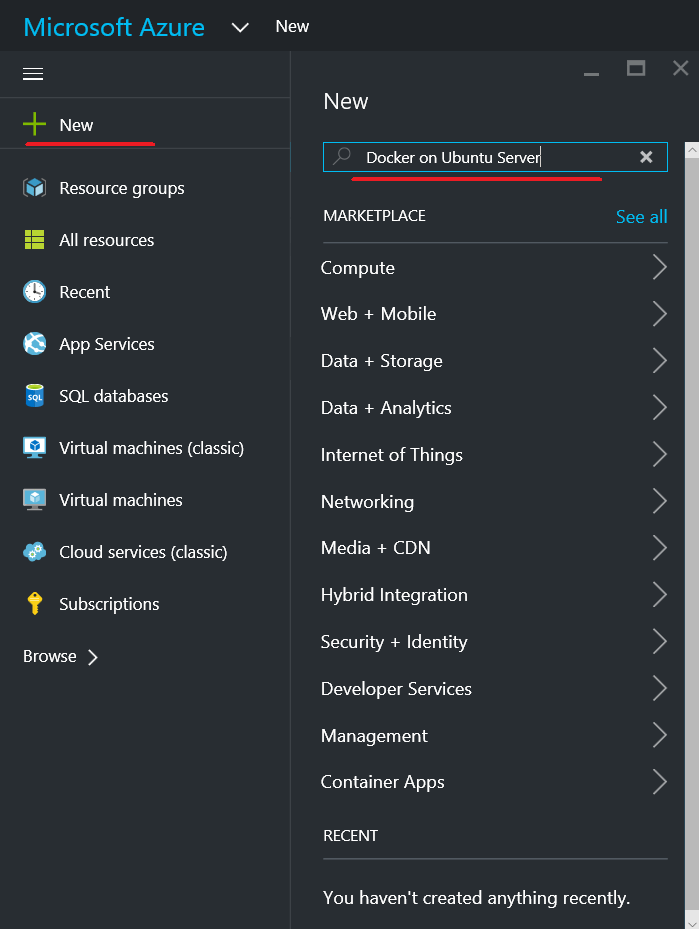 Microsoft Azure New
New
Resource groups
All resources
Recent
App Services
SQL
SQL databases
Virtual machines (classic)
Virtual machines
Cloud services (classic)
Subscriptions
Browse
New
Docker on Ubuntu Server
MARKETPLACE See all
Compute
Web + Mobile
Data + Storage
Data + Analytics
Internet of Things
Networking
Media + CDN
Hybrid Integration
Security + Identity
Developer Services
Management
Container Apps
RECENT
You haven't created anything recently.